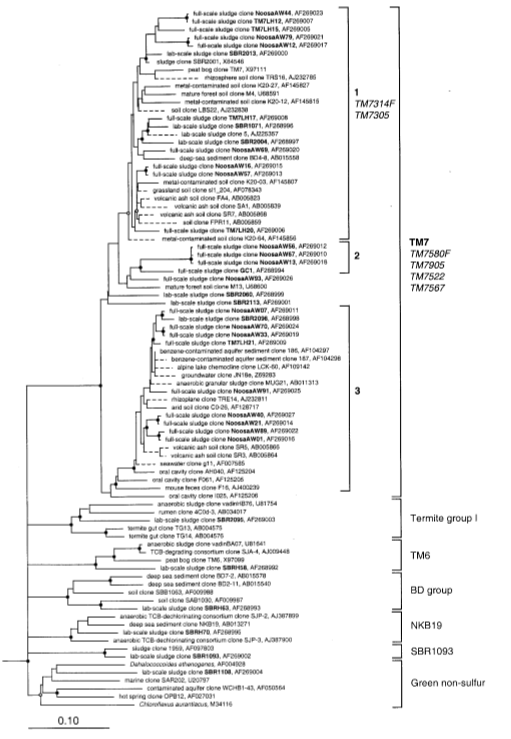 full-scale sludge clone NoosaAW44, AF269023
full-scale sludge clone TM7LH12, AF269007
full-scale sludge clone TM7LH15, AF269005
full-scale sludge clone NoosaAW79, AF269021
full-scale sludge clone NoosaAW12, AF269017
lab-scale sludge clone SBR2013, AF269000
sludge clone SBR2001, X84546
peat bog clone TM7, X97111
rhizosphere soil clone TRS16, AJ232785
metal-contaminated soil clone K20-27, AF145827
mature forest soil clone M4, U68591
metal-contaminated soil clone K20-12, AF145815
soil clone LBS22, AJ232838
full-scale sludge clone TM7LH17, AF269008
lab-scale sludge clone SBR1071, AF268996
lab-scale sludge clone 5, AJ225367
lab-scale sludge clone SBR2004, AF268997
full-scale sludge clone NoosaAW69, AF269020
deep-sea sediment clone BD4-8, AB015558
full-scale sludge clone NoosaAW16, AF269015
full-scale sludge clone NoosaAW57, AF269013
metal-contaminated soil clone K20-03, AF145807
grassland soil clone sl1_204, AF078343
volcanic ash soil clone FA4, AB005823
volcanic ash soil clone SA1, AB005839
volcanic ash soil clone SR7, AB005868
soil clone FPR11, AB005859
full-scale sludge clone TM7LH20, AF269006
metal-contaminated soil clone K20-64, AF145856
full-scale sludge clone NoosaAW56, AF269012
full-scale sludge clone NoosaAW67, AF269010
full-scale sludge clone NoosaAW13, AF269018
full-scale sludge clone GC1, AF268994
full-scale sludge clone NoosaAW93, AF269026
mature forest soil clone M13, U68600
lab-scale sludge clone SBR2060, AF268999
lab-scale sludge clone SBR2113, AF269001
1
TM7314F
TM7305
2
TM7
TM7580F
TM7905
TM7522
TM7567
full-scale sludge clone NoosaAW07, AF269011
lab-scale sludge clone SBR2096, AF268998
full-scale sludge clone NoosaAW70, AF269024
full-scale sludge clone NoosaAW33, AF269019
full-scale sludge clone TM7LH21, AF269009
benzene-contaminated aquifer sediment clone 186, AF104297
benzene-contaminated aquifer sediment clone 187, AF104298
alpine lake chemocline clone LCK-60, AF109142
groundwater clone JN16e, Z69283
anaerobic granular sludge clone MUG21, AB011313
full-scale sludge clone NoosaAW91, AF269025
rhizoplane clone TRE14, AJ232811
arid soil clone C0-26, AF128717
full-scale sludge clone NoosaAW40, AF269027
full-scale sludge clone NoosaAW21, AF269014
full-scale sludge clone NoosaAW86, AF269022
full-scale sludge clone NoosaAW01, AF269016
volcanic ash soil clone SR5, AB005866
volcanic ash soil clone SR3, AB005864
seawater clone g11, AF007585
oral cavity clone AH040, AF125204
oral cavity clone F061, AF125205
mouse feces clone F16, AJ400239
oral cavity clone I025, AF125206
3
anaerobic sludge clone vadinHB76, U81754
rumen clone 4C0d-3, AB034017
lab-scale sludge clone SBR2095, AF269003
termite gut clone TG13, AB004575
termite gut clone TG14, AB004576
Termite group I
anaerobic sludge clone vadinBA07, U81641
TCB-degrading consortium clone SJA-4, AJ009448
peat bog clone TM6, X97099
lab-scale sludge clone SBRH58, AF268992
TM6
deep sea sediment clone BD7-2, AB015578
deep sea sediment clone BD2-11, AB015540
soil clone SBB1063, AF009988
soil clone SAB1030, AF009987
lab-scale sludge clone SBRH63, AF268993
BD group
anaerobic TCB-dechlorinating consortium clone SJP-2, AJ387899
deep sea sediment clone NKB19, AB013271
lab-scale sludge clone SBRH70, AF268995
anaerobic TCB-dechlorinating consortium clone SJP-3, AJ387900
NKB19
sludge clone 1959, AF097803
lab-scale sludge clone SBR1093, AF269002
SBR1093
Dehalococcoides ethenogenes, AF004928
lab-scale sludge clone SBR1108, AF269004
marine clone SAR202, U20797
contaminated aquifer clone WCHB1-43, AF050564
hot spring clone OPB12, AF027031
Chloroflexus aurantiacus, M34116
Green non-sulfur
0.10